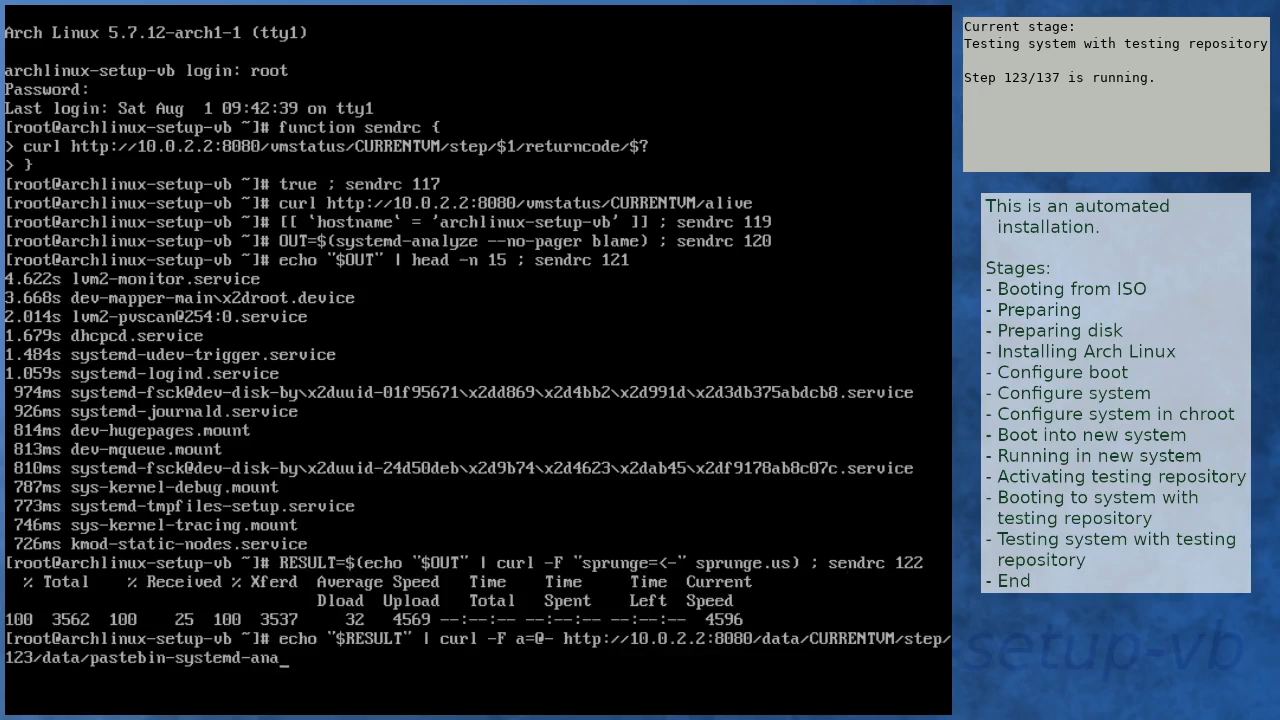 Arch Linux 5.7.12-arch1-1 (tty1)
archlinux-setup-vb login: root
Password:
Last login: Sat Aug  1 09:42:39 on tty1
[root@archlinux-setup-vb ~]# function sendrc {
> curl http://10.0.2.2:8080/vmstatus/CURRENTVM/step/$1/returncode/$?
> }
[root@archlinux-setup-vb ~]# true ; sendrc 117
[root@archlinux-setup-vb ~]# curl http://10.0.2.2:8080/vmstatus/CURRENTVM/alive
[root@archlinux-setup-vb ~]# [[ `hostname` = 'archlinux-setup-vb' ]] ; sendrc 119
[root@archlinux-setup-vb ~]# OUT=$(systemd-analyze --no-pager blame) ; sendrc 120
[root@archlinux-setup-vb ~]# echo "$OUT" | head -n 15 ; sendrc 121
4.622s lvm2-monitor.service
3.668s dev-mapper-main\x2droot.device
2.014s lvm2-pvscan@254:0.service
1.679s dhcpcd.service
1.484s systemd-udev-trigger.service
1.059s systemd-logind.service
 974ms systemd-fsck@dev-disk-by\x2duuid-01f95671\x2dd869\x2d4bb2\x2d991d\x2d3db375abdcb8.service
 926ms systemd-journald.service
 814ms dev-hugepages.mount
 813ms dev-mqueue.mount
 810ms systemd-fsck@dev-disk-by\x2duuid-24d50deb\x2d9b74\x2d4623\x2dab45\x2df9178ab8c07c.service
 787ms sys-kernel-debug.mount
 773ms systemd-tmpfiles-setup.service
 746ms sys-kernel-tracing.mount
 726ms kmod-static-nodes.service
[root@archlinux-setup-vb ~]# RESULT=$(echo "$OUT" | curl -F "sprunge=<-" sprunge.us) ; sendrc 122
  % Total    % Received % Xferd  Average Speed   Time    Time     Time  Current
                                 Dload  Upload   Total   Spent    Left  Speed
100  3562  100    25  100  3537     32   4569 --:--:-- --:--:-- --:--:--  4596
[root@archlinux-setup-vb ~]# echo "$RESULT" | curl -F a=@- http://10.0.2.2:8080/data/CURRENTVM/step/
123/data/pastebin-systemd-ana_
Current stage:
Testing system with testing repository
Step 123/137 is running.
This is an automated
installation.
Stages:
- Booting from ISO
- Preparing
- Preparing disk
- Installing Arch Linux
- Configure boot
- Configure system
- Configure system in chroot
- Boot into new system
- Running in new system
- Activating testing repository
- Booting to system with
testing repository
- Testing system with testing
repository
- End
setup-vb